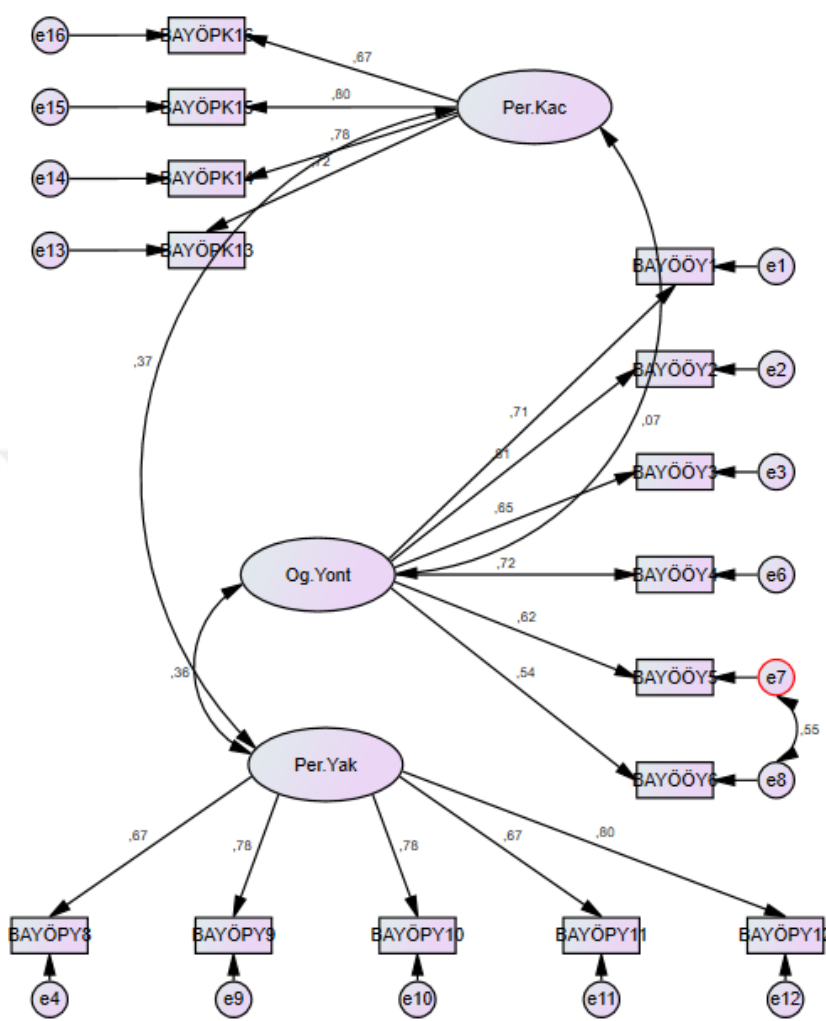 e16
BAYÖPK16
,67
Per.Kac
e15
BAYÖPK15
,80
e14
BAYÖPK14
,78
,72
e13
BAYÖPK13
BAYÖÖY1
e1
,37
BAYÖÖY2
e2
,71
,07
,81
BAYÖÖY3
e3
,65
Og.Yont
,72
BAYÖÖY4
e6
,62
,36
,54
BAYÖÖY5
e7
,55
Per.Yak
BAYÖÖY6
e8
,67
,78
,78
,67
,80
BAYÖPY8
BAYÖPY9
BAYÖPY10
BAYÖPY11
BAYÖPY12
e4
e9
e10
e11
e12